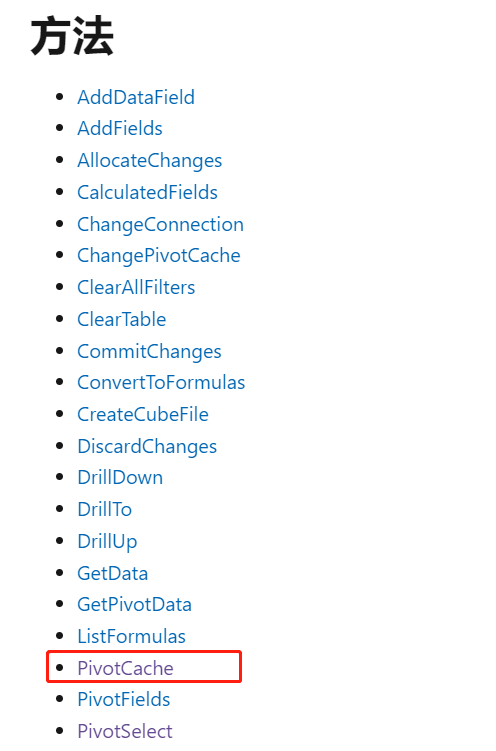 方法
AddDataField
AddFields
AllocateChanges
CalculatedFields
ChangeConnection
ChangePivotCache
ClearAllFilters
ClearTable
CommitChanges
ConvertToFormulas
CreateCubeFile
DiscardChanges
DrillDown
DrillTo
DrillUp
GetData
GetPivotData
ListFormulas
PivotCache
PivotFields
PivotSelect